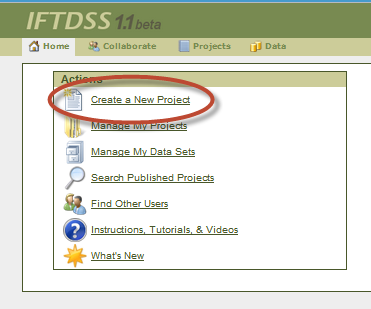 IFTDSS 1.1 beta
Home Collaborate Projects Data
Actions
Create a New Project
Manage My Projects
Manage My Data Sets
Search Published Projects
Find Other Users
Instructions, Tutorials, & Videos
What's New